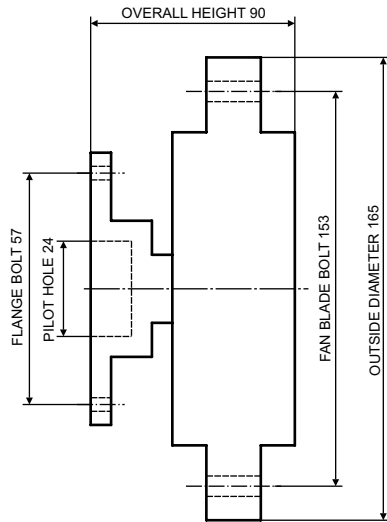 OVERALL HEIGHT 90
FLANGE BOLT 57
PILOT HOLE 24
FAN BLADE BOLT 153
OUTSIDE DIAMETER 165